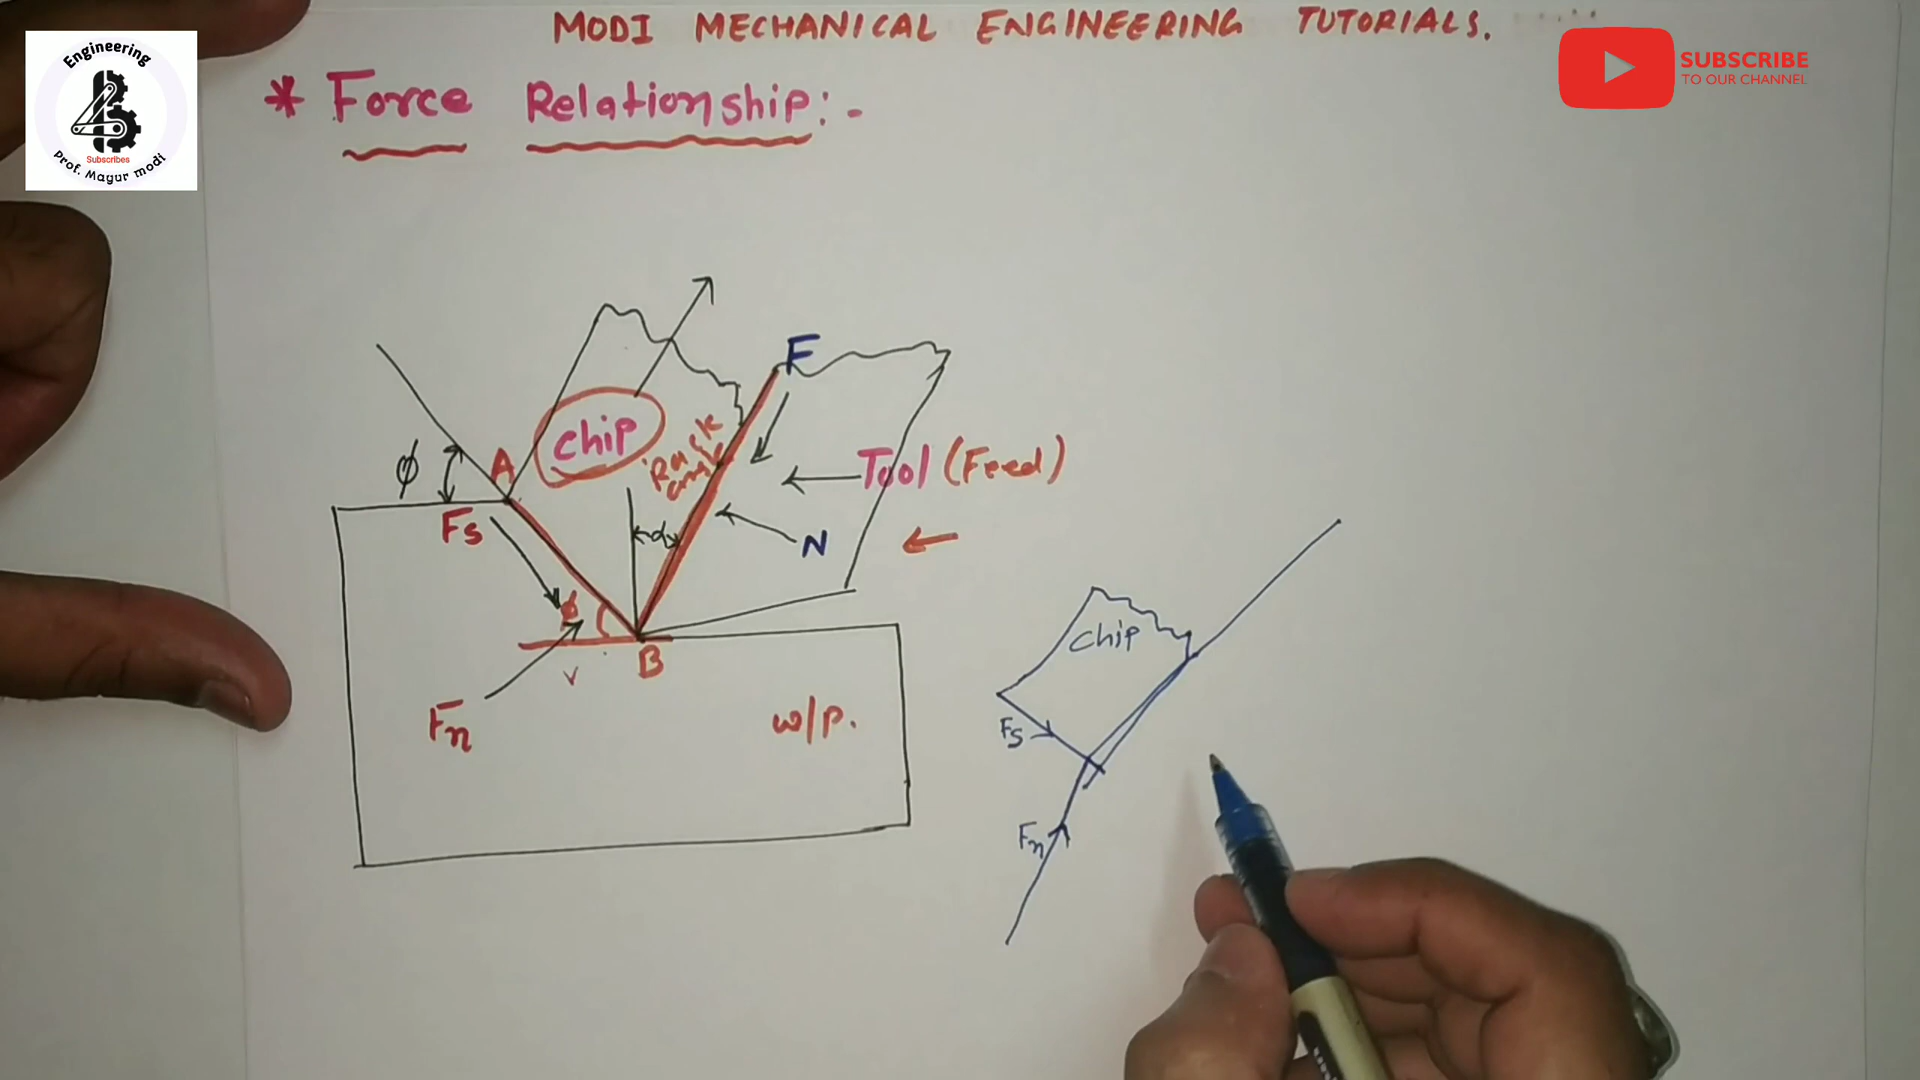 MODI MECHANICAL ENGINEERING TUTORIALS.
Engineering
Subscribes
Prof. Mayur modi
SUBSCRIBE
TO OUR CHANNEL
* Force Relationship:-
F
chip
Rack
angle
ϕ
A
Tool (Feed)
Fs
α
N
ϕ
B
v
Fn
w/p.
chip
Fs
Fn